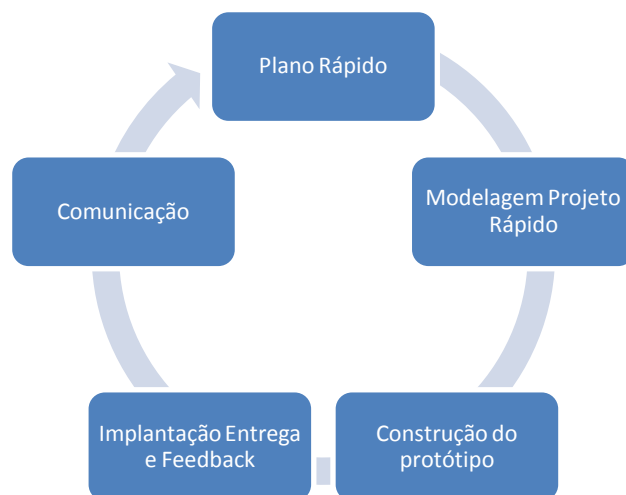 Plano Rápido
Modelagem Projeto
Rápido
Construção do
protótipo
Implantação Entrega
e Feedback
Comunicação